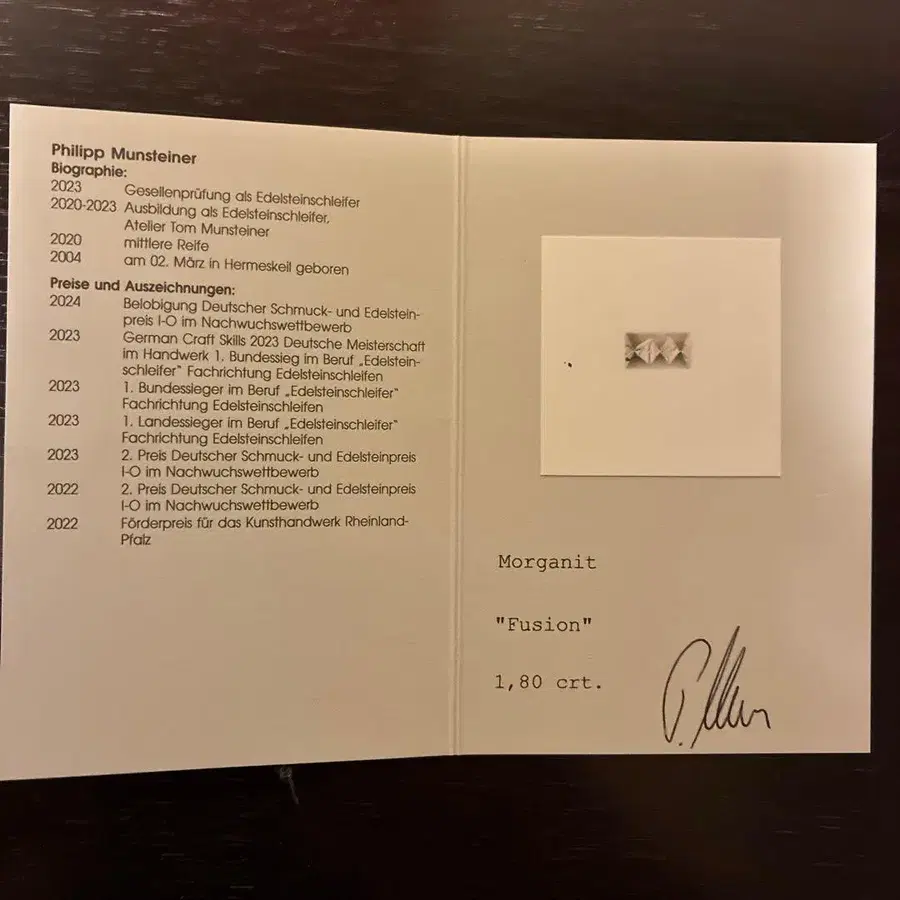 Philipp Munsteiner
Biographie:
2023 Gesellenprüfung als Edelsteinschleifer
2020-2023 Ausbildung als Edelsteinschleifer,
Atelier Tom Munsteiner
2020 mittlere Reife
2004 am 02. März in Hermeskeil geboren
Preise und Auszeichnungen:
2024 Belobigung Deutscher Schmuck- und Edelstein-
preis I-O im Nachwuchswettbewerb
2023 German Craft Skills 2023 Deutsche Meisterschaft
im Handwerk 1. Bundessieg im Beruf „Edelstein-
schleifer“ Fachrichtung Edelsteinschleifen
2023 1. Bundessieger im Beruf „Edelsteinschleifer“
Fachrichtung Edelsteinschleifen
2023 1. Landessieger im Beruf „Edelsteinschleifer“
Fachrichtung Edelsteinschleifen
2023 2. Preis Deutscher Schmuck- und Edelsteinpreis
I-O im Nachwuchswettbewerb
2022 2. Preis Deutscher Schmuck- und Edelsteinpreis
I-O im Nachwuchswettbewerb
2022 Förderpreis für das Kunsthandwerk Rheinland-
Pfalz
Morganit
"Fusion"
1,80 crt.